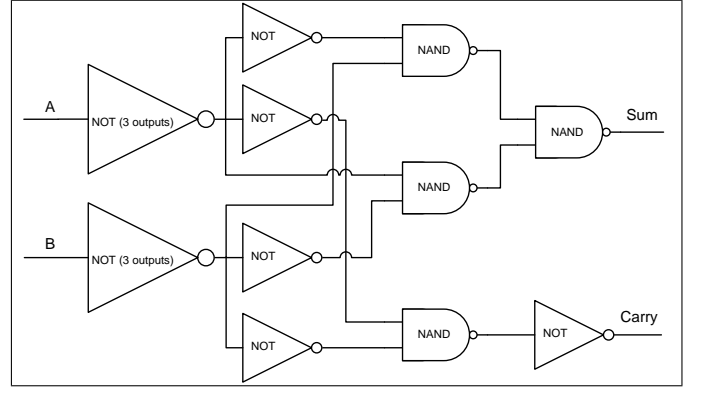 NOT
NAND
A
NOT (3 outputs)
NOT
Sum
NAND
NAND
B
NOT (3 outputs)
NOT
Carry
NOT
NAND
NOT